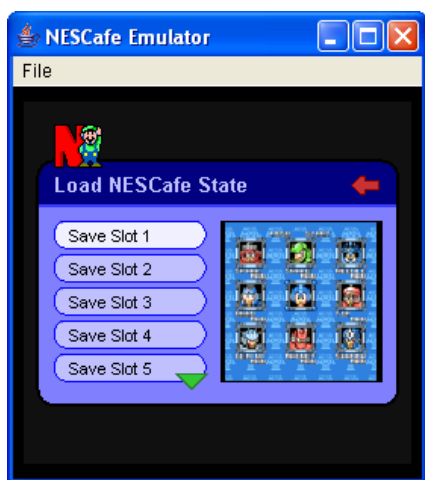 NESCafe Emulator
File
N
Load NESCafe State
Save Slot 1
Save Slot 2
Save Slot 3
Save Slot 4
Save Slot 5